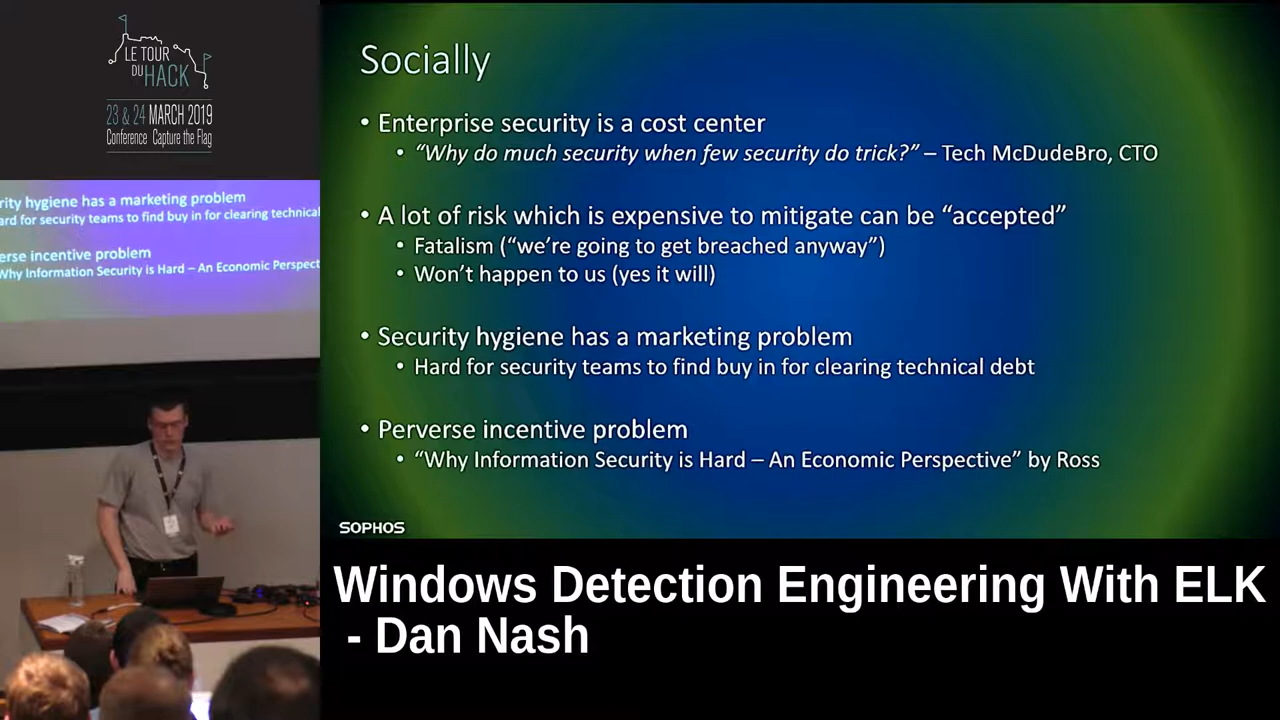 LE TOUR
DU HACK
23 & 24 MARCH 2019
Conference Capture the Flag
rity hygiene has a marketing problem
ard for security teams to find buy in for clearing technical
erse incentive problem
Why Information Security is Hard – An Economic Perspect
Socially
• Enterprise security is a cost center
• “Why do much security when few security do trick?” – Tech McDudeBro, CTO
• A lot of risk which is expensive to mitigate can be “accepted”
• Fatalism (“we’re going to get breached anyway”)
• Won’t happen to us (yes it will)
• Security hygiene has a marketing problem
• Hard for security teams to find buy in for clearing technical debt
• Perverse incentive problem
• “Why Information Security is Hard – An Economic Perspective” by Ross
SOPHOS
Windows Detection Engineering With ELK
- Dan Nash